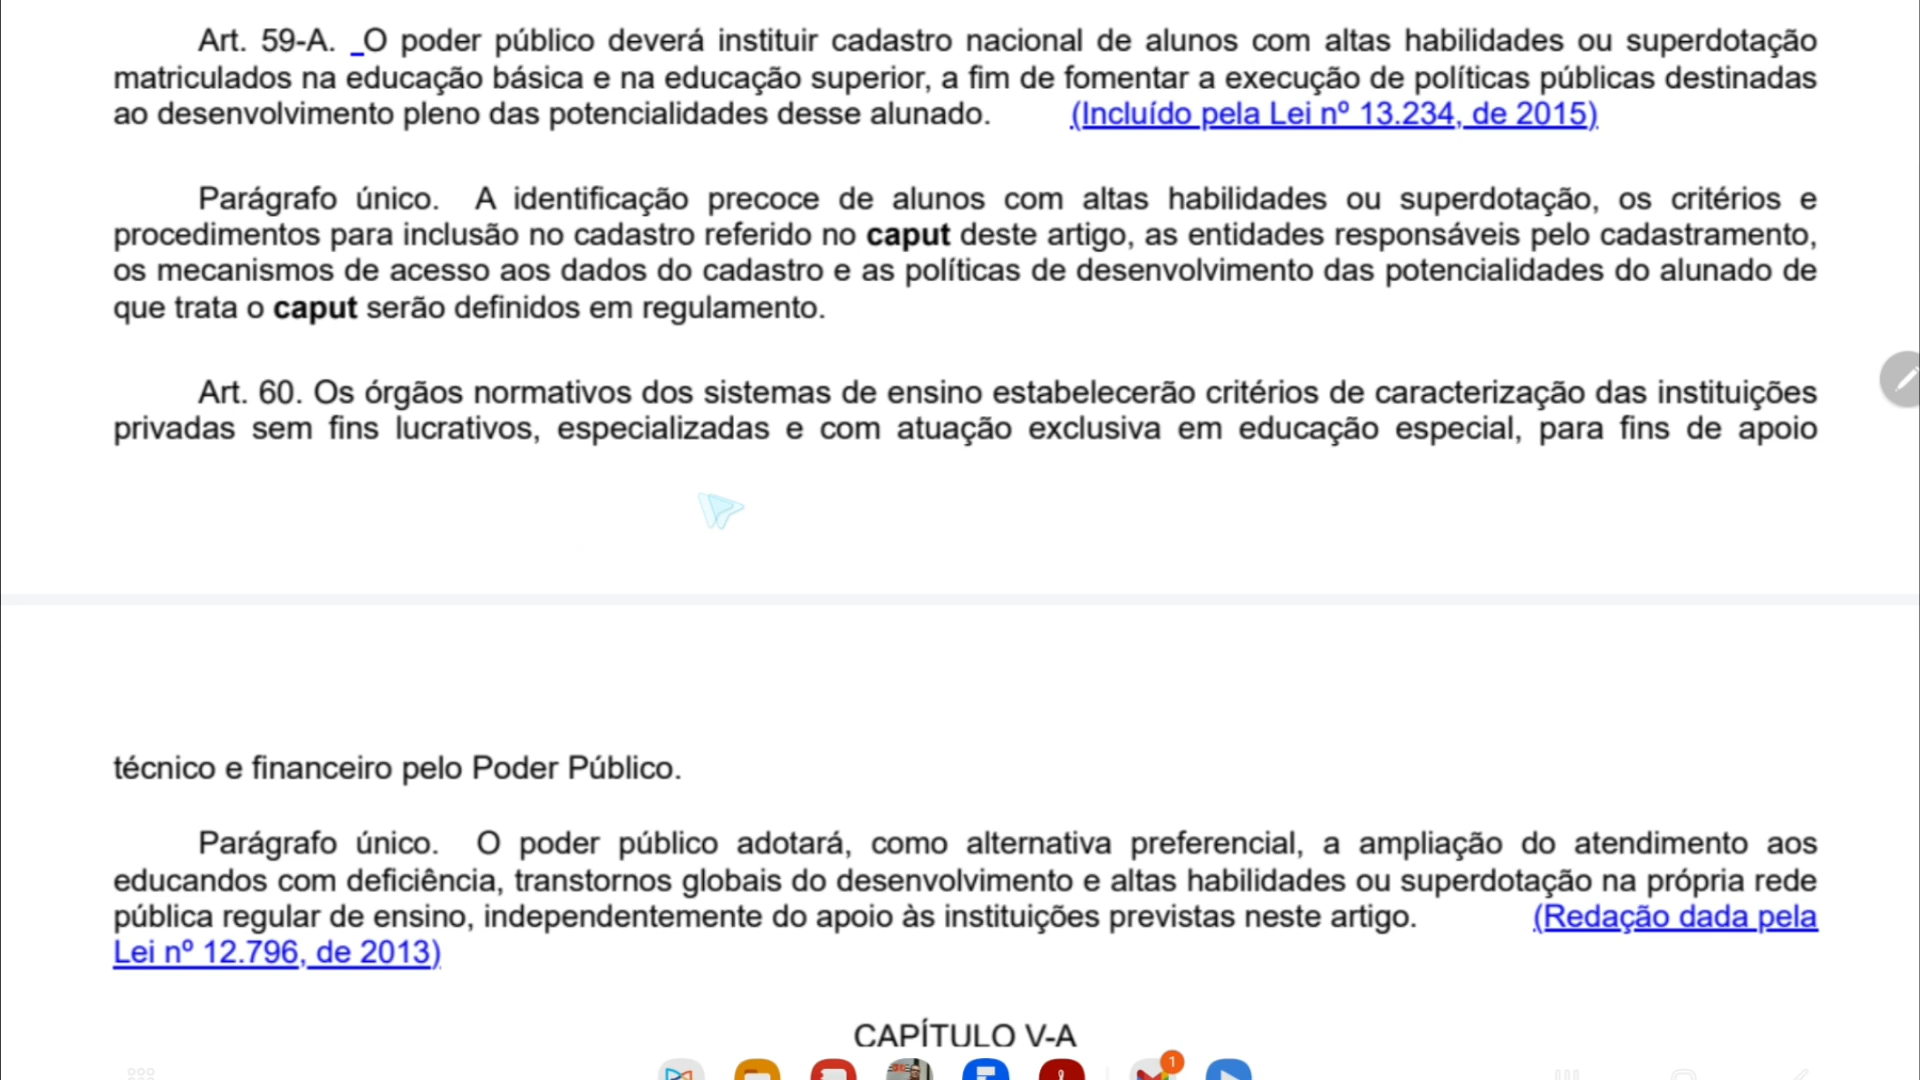 Art. 59-A. O poder público deverá instituir cadastro nacional de alunos com altas habilidades ou superdotação
matriculados na educação básica e na educação superior, a fim de fomentar a execução de políticas públicas destinadas
ao desenvolvimento pleno das potencialidades desse alunado. (Incluído pela Lei nº 13.234, de 2015)
Parágrafo único. A identificação precoce de alunos com altas habilidades ou superdotação, os critérios e
procedimentos para inclusão no cadastro referido no caput deste artigo, as entidades responsáveis pelo cadastramento,
os mecanismos de acesso aos dados do cadastro e as políticas de desenvolvimento das potencialidades do alunado de
que trata o caput serão definidos em regulamento.
Art. 60. Os órgãos normativos dos sistemas de ensino estabelecerão critérios de caracterização das instituições
privadas sem fins lucrativos, especializadas e com atuação exclusiva em educação especial, para fins de apoio
técnico e financeiro pelo Poder Público.
Parágrafo único. O poder público adotará, como alternativa preferencial, a ampliação do atendimento aos
educandos com deficiência, transtornos globais do desenvolvimento e altas habilidades ou superdotação na própria rede
pública regular de ensino, independentemente do apoio às instituições previstas neste artigo. (Redação dada pela
Lei nº 12.796, de 2013)
CAPÍTULO V-A
1